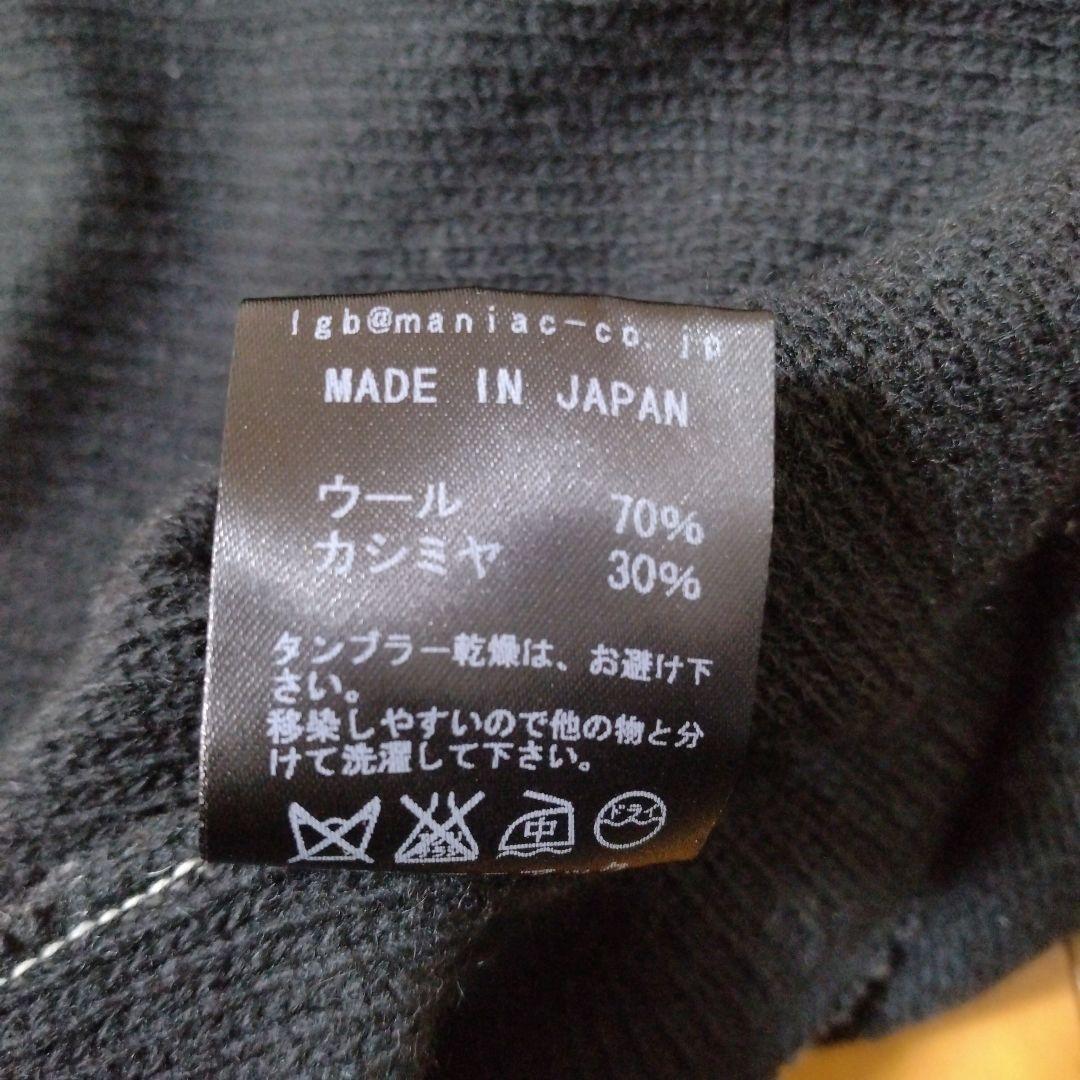 lgb@maniac-co.jp
MADE IN JAPAN
ウール 70%
カシミヤ 30%
タンブラー乾燥は、お避け下
さい。
移染しやすいので他の物と分
けて洗濯して下さい。
中 ドライ